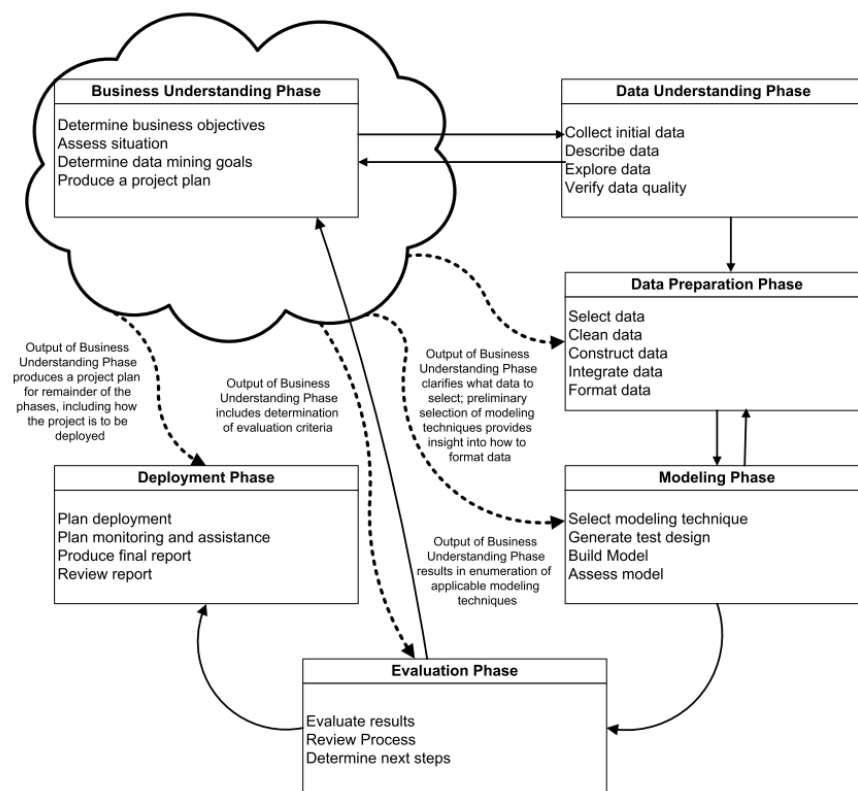 Business Understanding Phase
Determine business objectives
Assess situation
Determine data mining goals
Produce a project plan
Data Understanding Phase
Collect initial data
Describe data
Explore data
Verify data quality
Data Preparation Phase
Select data
Clean data
Construct data
Integrate data
Format data
Output of Business
Understanding Phase
produces a project plan
for remainder of the
phases, including how
the project is to be
deployed
Output of Business
Understanding Phase
includes determination
of evaluation criteria
Output of Business
Understanding Phase
clarifies what data to
select; preliminary
selection of modeling
techniques provides
insight into how to
format data
Deployment Phase
Plan deployment
Plan monitoring and assistance
Produce final report
Review report
Modeling Phase
Select modeling technique
Generate test design
Build Model
Assess model
Output of Business
Understanding Phase
results in enumeration of
applicable modeling
techniques
Evaluation Phase
Evaluate results
Review Process
Determine next steps